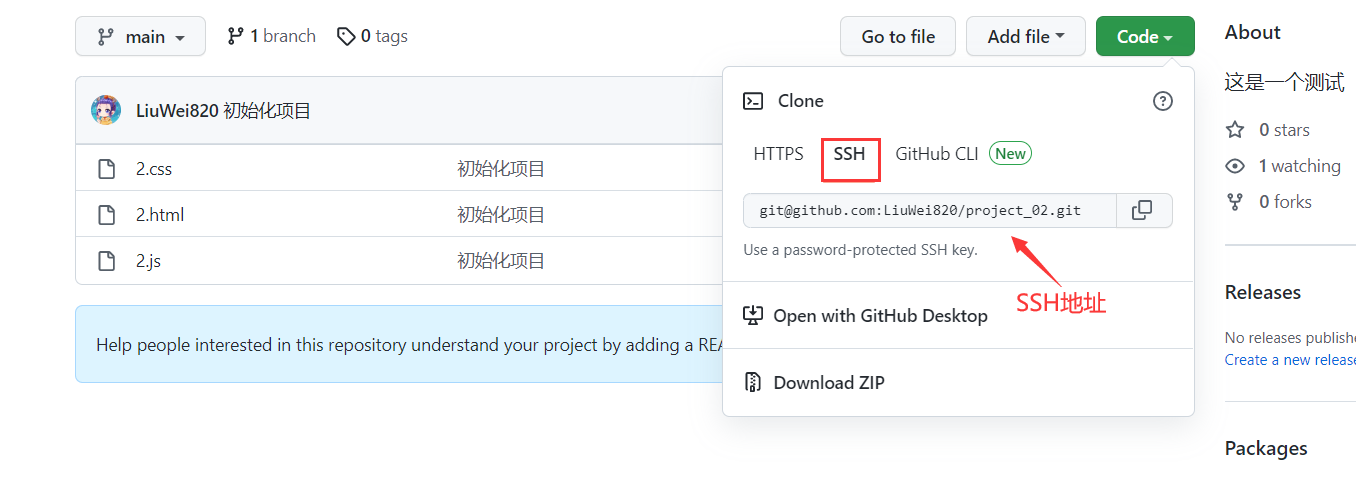 main 1 branch 0 tags Go to file Add file Code
LiuWei820 初始化项目
2.css 初始化项目
2.html 初始化项目
2.js 初始化项目
Help people interested in this repository understand your project by adding a REA
Clone
HTTPS SSH GitHub CLI New
git@github.com:LiuWei820/project_02.git
Use a password-protected SSH key.
SSH地址
Open with GitHub Desktop
Download ZIP
About
这是一个测试
0 stars
1 watching
0 forks
Releases
No releases publishe
Create a new release
Packages